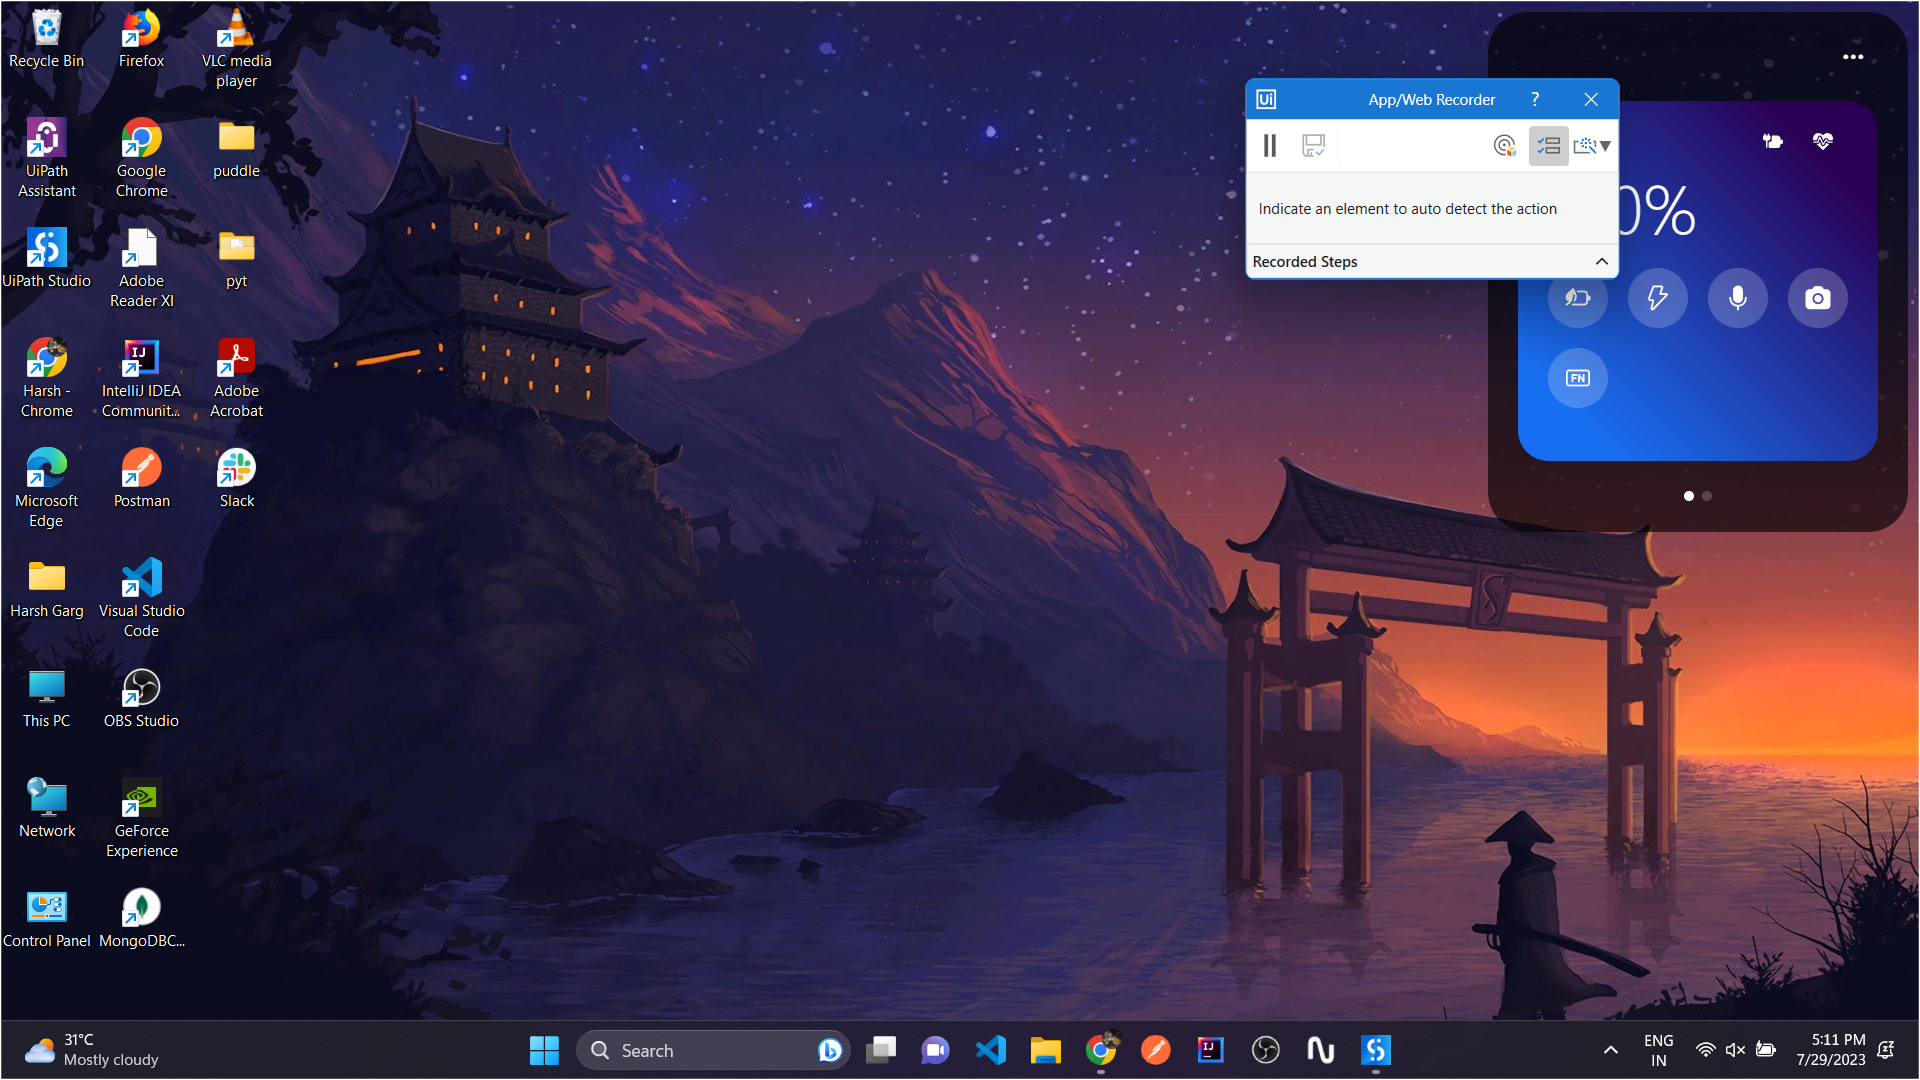 Recycle Bin
Firefox
VLC media
player
UiPath
Assistant
Google
Chrome
puddle
UiPath Studio
Adobe
Reader XI
pyt
Harsh -
Chrome
IntelliJ IDEA
Communit...
Adobe
Acrobat
Microsoft
Edge
Postman
Slack
Harsh Garg
Visual Studio
Code
This PC
OBS Studio
Network
GeForce
Experience
Control Panel
MongoDBC...
Ui
App/Web Recorder
?
Indicate an element to auto detect the action
Recorded Steps
0%
FN
31°C
Mostly cloudy
Search
ENG
IN
5:11 PM
7/29/2023